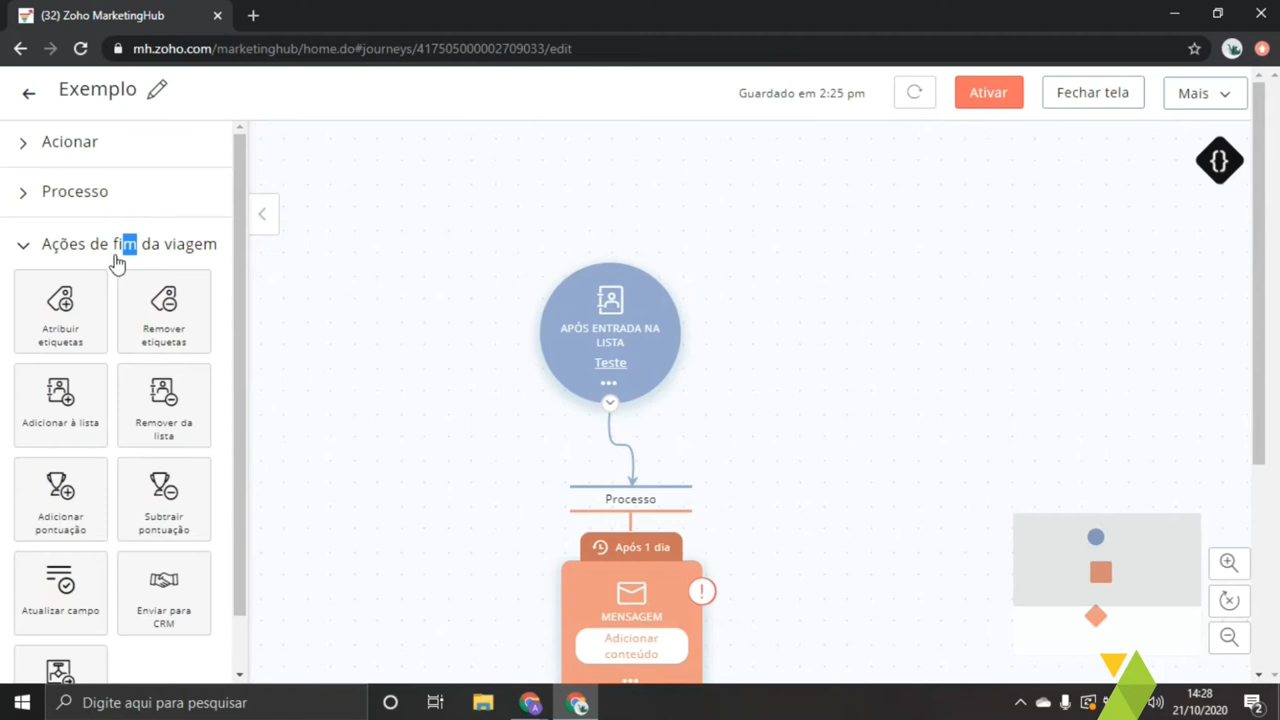 (32) Zoho MarketingHub
mh.zoho.com/marketinghub/home.do#journeys/417505000002709033/edit
Exemplo
Guardado em 2:25 pm
Ativar
Fechar tela
Mais
Acionar
Processo
Ações de fim da viagem
Atribuir
etiquetas
Remover
etiquetas
Adicionar à lista
Remover da
lista
Adicionar
pontuação
Subtrair
pontuação
Atualizar campo
Enviar para
CRM
APÓS ENTRADA NA
LISTA
Teste
Processo
Após 1 dia
MENSAGEM
Adicionar
conteúdo
Digite aqui para pesquisar
14:28
21/10/2020
2